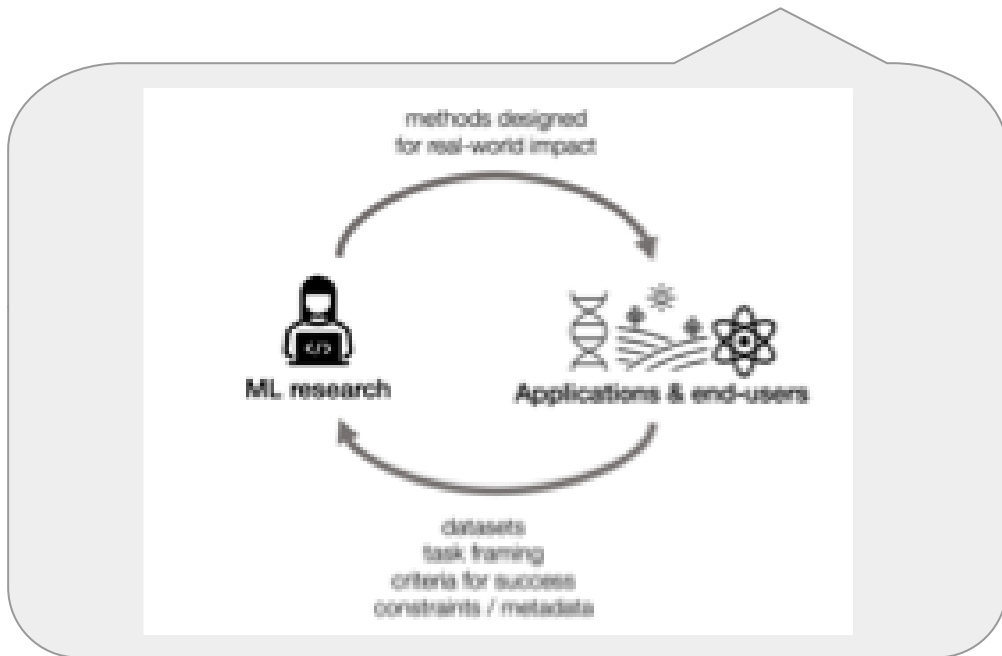 methods designed
for real-world impact
</>
ML research
Applications & end-users
datasets
task framing
criteria for success
constraints / metadata